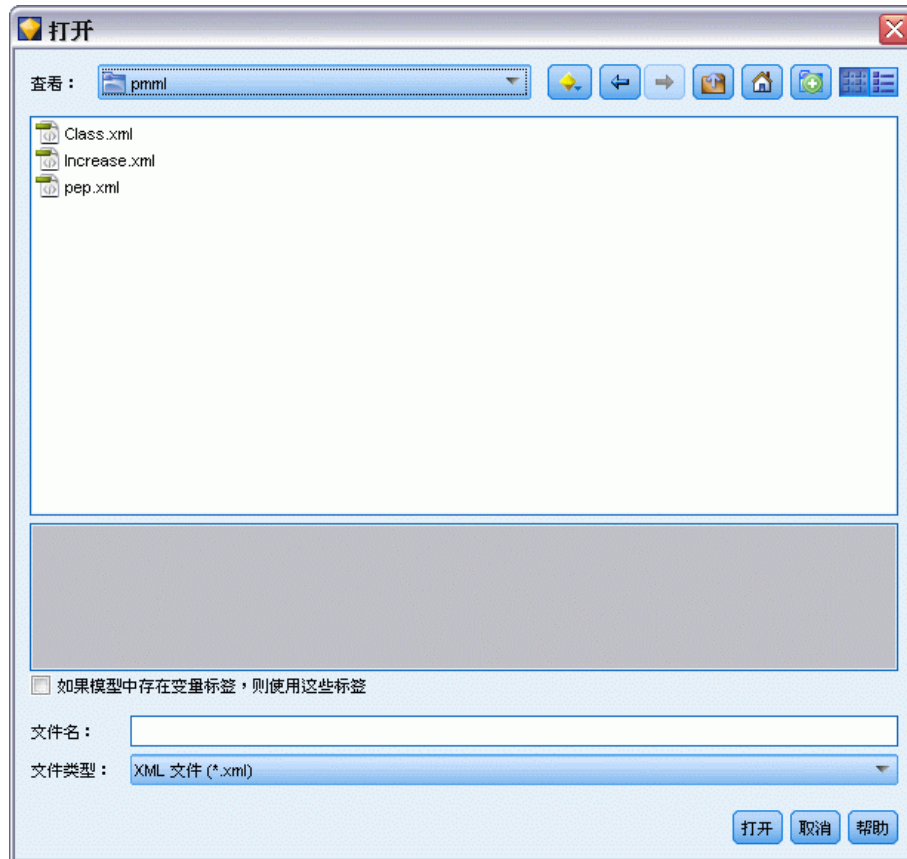 打开
查看： pmml
Class.xml
Increase.xml
pep.xml
如果模型中存在变量标签，则使用这些标签
文件名：
文件类型： XML 文件 (*.xml)
打开 取消 帮助